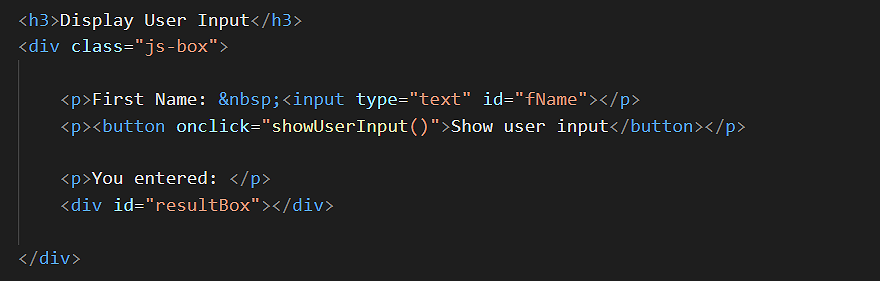 <h3>Display User Input</h3>
<div class="js-box">
<p>First Name: &nbsp;<input type="text" id="fName"></p>
<p><button onclick="showUserInput()">Show user input</button></p>
<p>You entered: </p>
<div id="resultBox"></div>
</div>